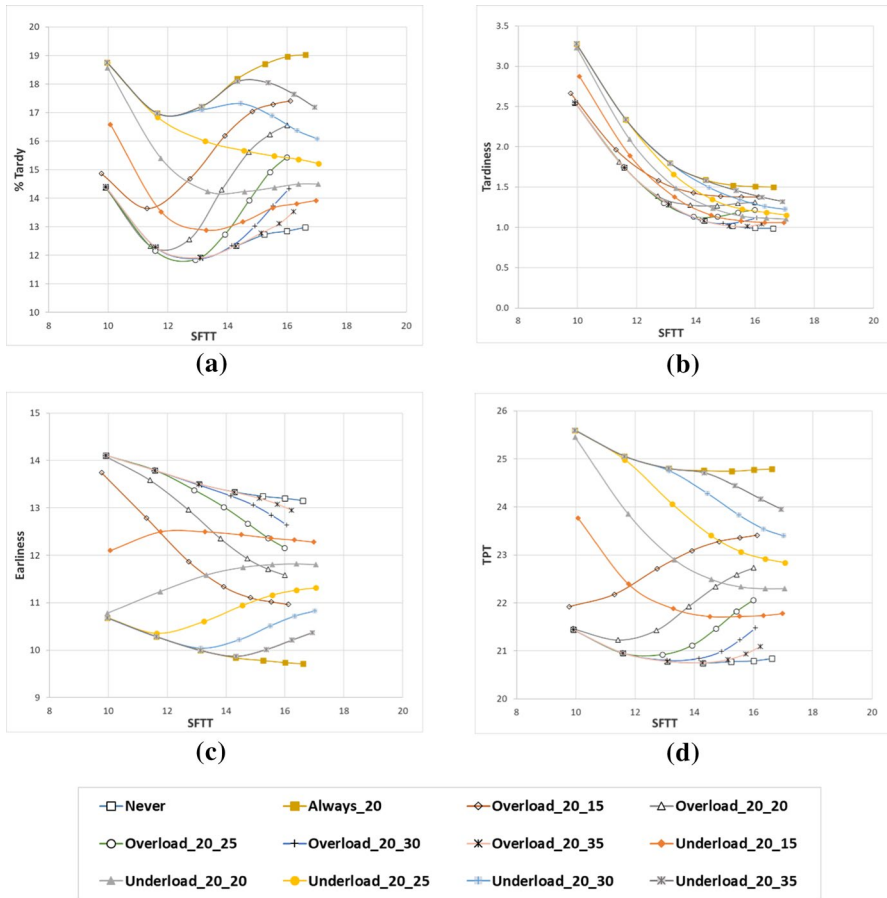 20
19
18
17
16
15
14
13
12
11
10
% Tardy
8 10 12 14 16 18 20
SFTT
(a)
3.5
3.0
2.5
2.0
1.5
1.0
0.5
0.0
Tardiness
8 10 12 14 16 18 20
SFTT
(b)
15
14
13
12
11
10
9
Earliness
8 10 12 14 16 18 20
SFTT
(c)
26
25
24
23
22
21
20
TPT
8 10 12 14 16 18 20
SFTT
(d)
Never Always_20 Overload_20_15 Overload_20_20
Overload_20_25 Overload_20_30 Overload_20_35 Underload_20_15
Underload_20_20 Underload_20_25 Underload_20_30 Underload_20_35